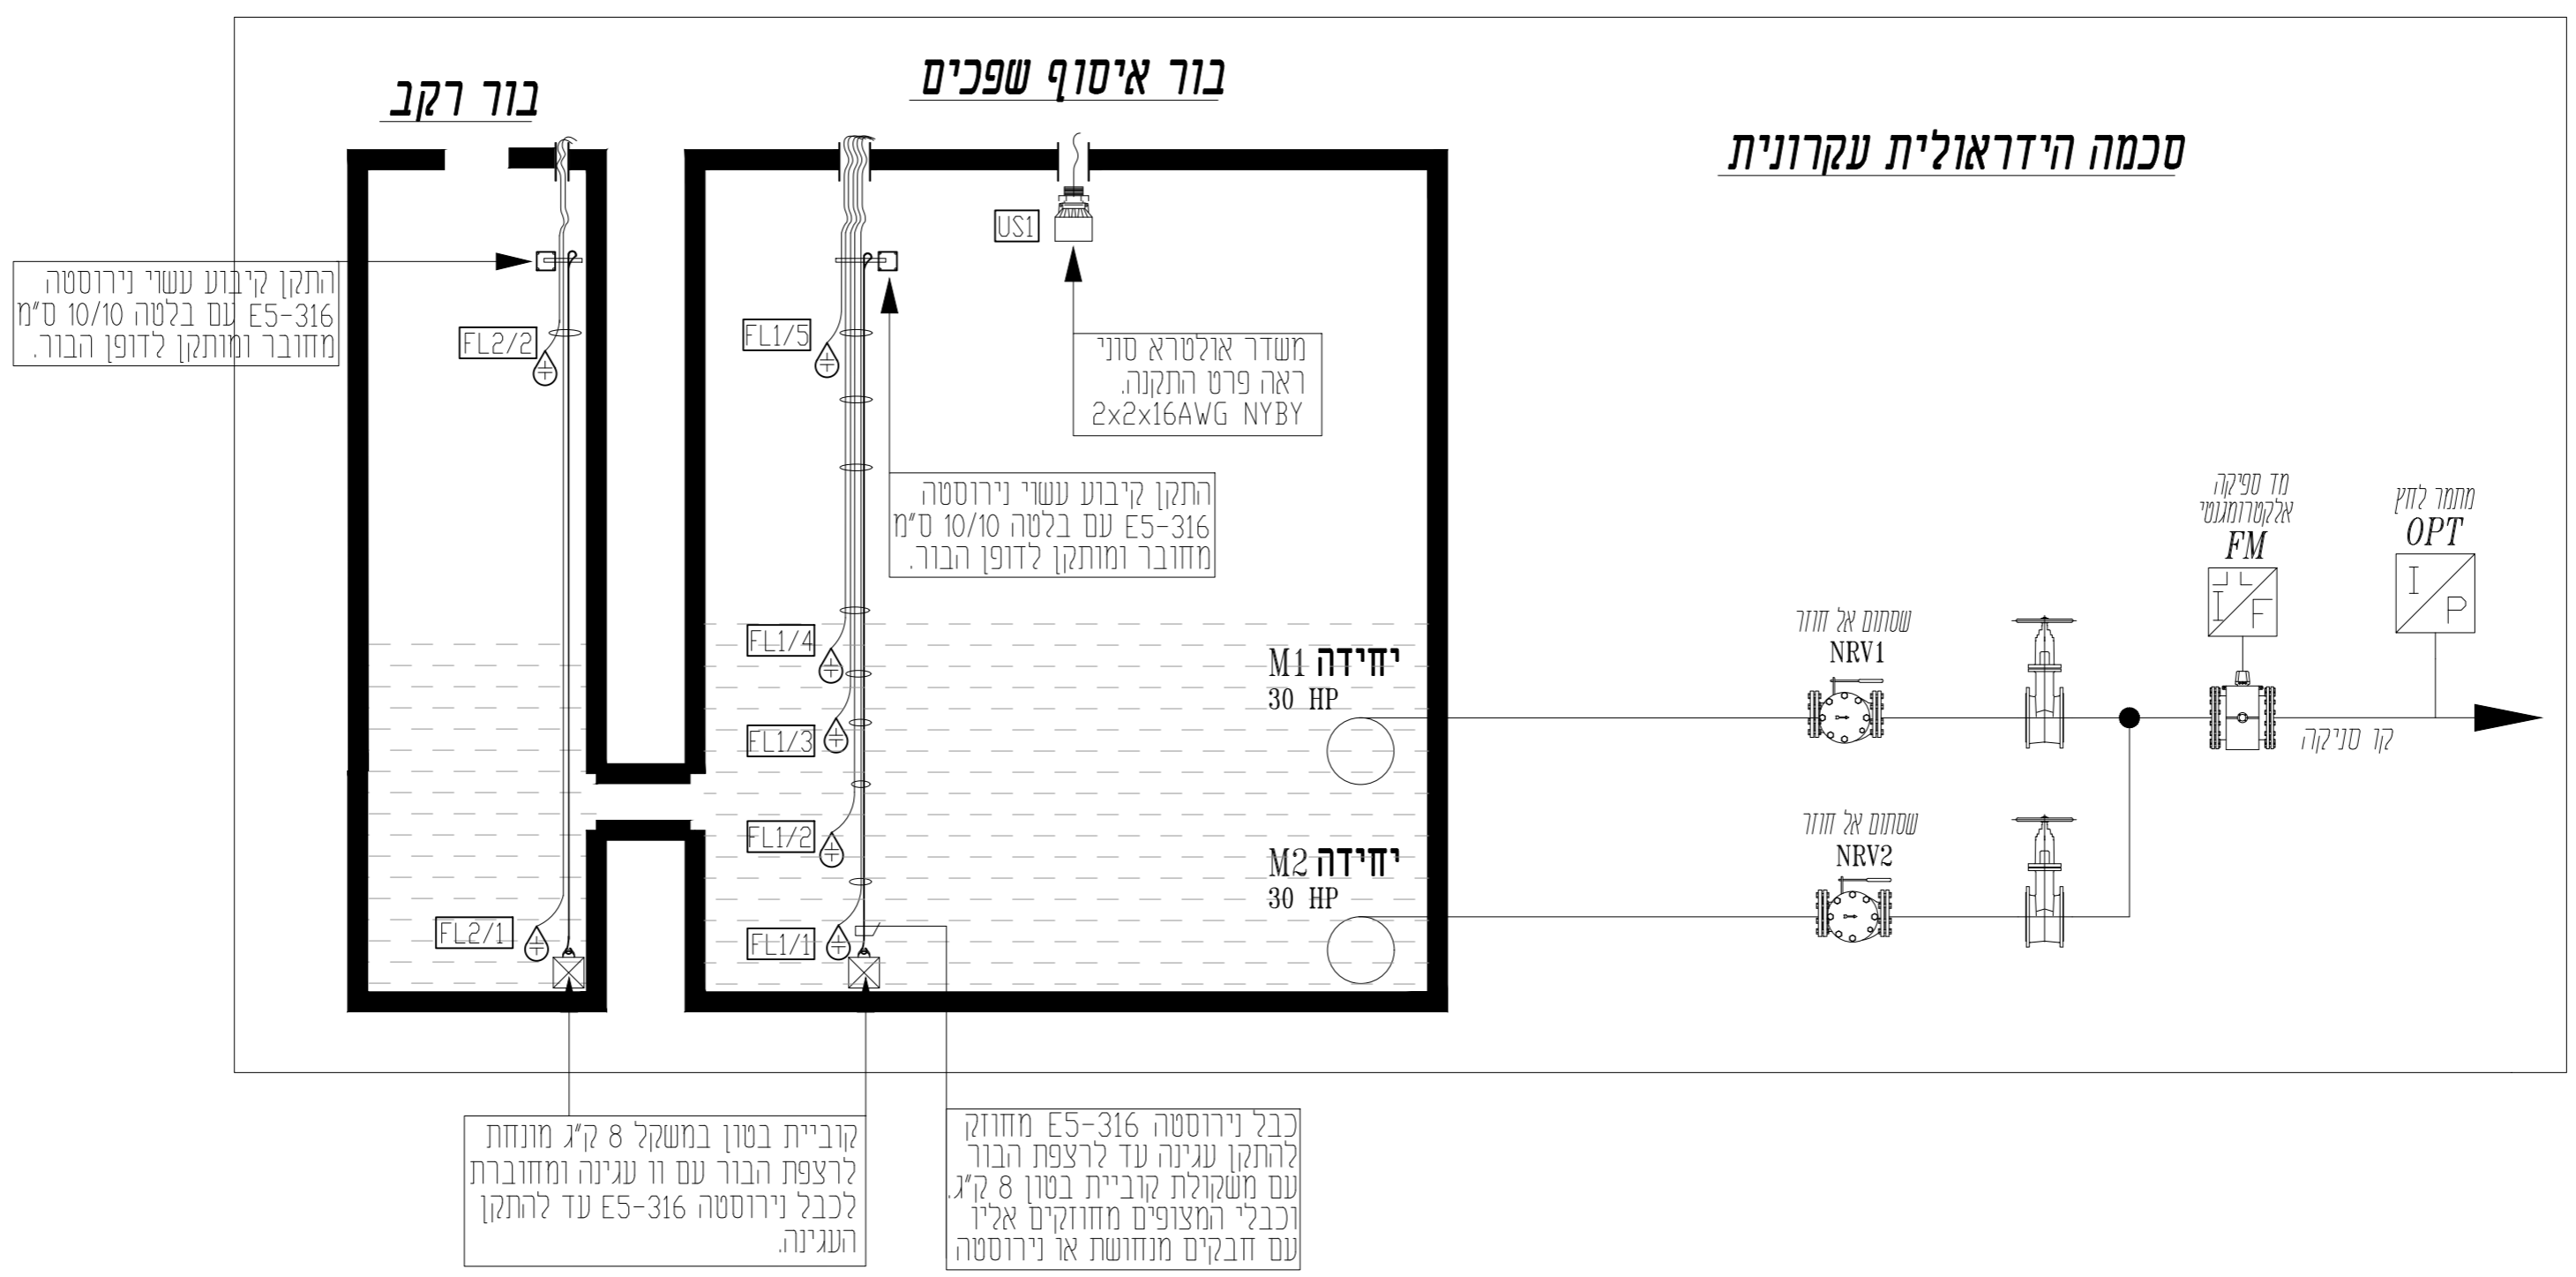 סכמה הידראולית עקרונית
בור איסוף שפכים
בור רקב
התקן קיבוע עשוי נירוסטה
E5-316 עם בלטה 10/10 ס"מ
מחובר ומותקן לדופן הבור.
FL2/2
FL2/1
FL1/5
FL1/4
FL1/3
FL1/2
FL1/1
US1
משדר אולטרא סוני
ראה פרט התקנה.
2x2x16AWG NYBY
התקן קיבוע עשוי נירוסטה
E5-316 עם בלטה 10/10 ס"מ
מחובר ומותקן לדופן הבור.
יחידה M1
30 HP
יחידה M2
30 HP
שסתום אל חוזר
NRV1
שסתום אל חוזר
NRV2
מד ספיקה
אלקטרומגנטי
FM
I
F
מתמר לחץ
OPT
I
P
קו סניקה
קוביית בטון במשקל 8 ק"ג מונחת
לרצפת הבור עם וו עגינה ומחוברת
לכבל נירוסטה E5-316 עד להתקן
העגינה.
כבל נירוסטה E5-316 מחוזק
להתקן עגינה עד לרצפת הבור
עם משקולת קוביית בטון 8 ק"ג.
וכבלי המצופים מחוזקים אליו
עם חבקים מנחושת או נירוסטה